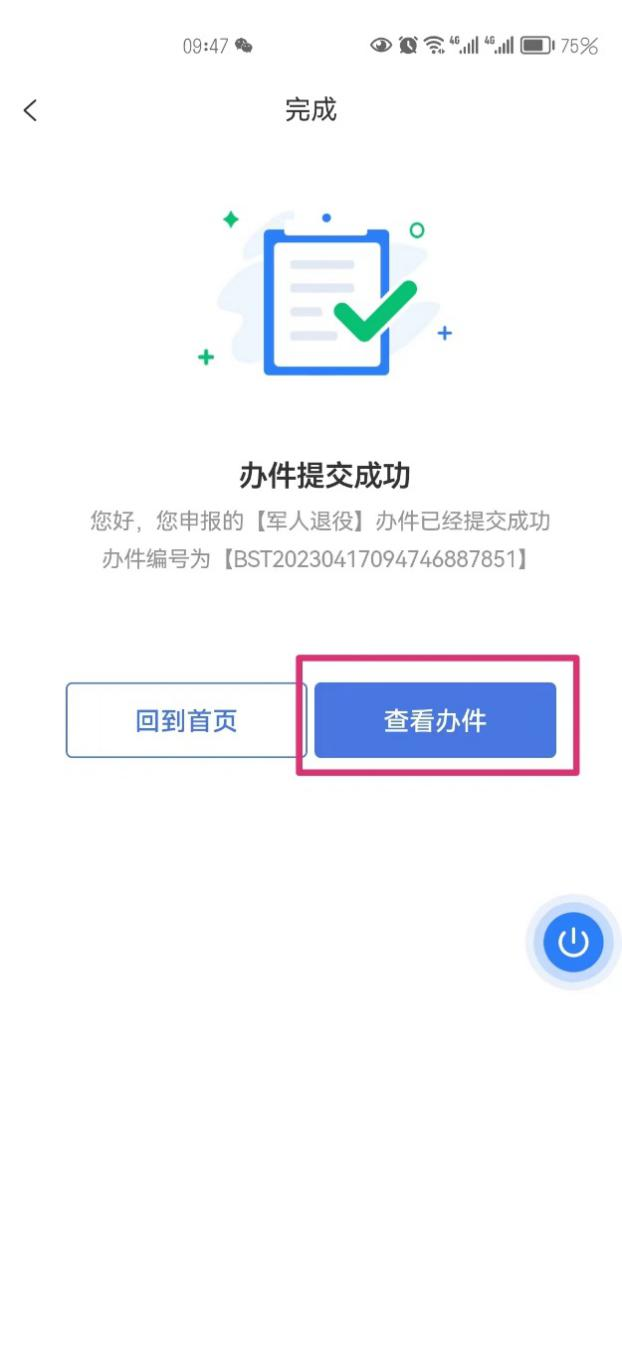 09:47 4G 4G 75%
完成
办件提交成功
您好，您申报的【军人退役】办件已经提交成功
办件编号为【BST20230417094746887851】
回到首页 查看办件